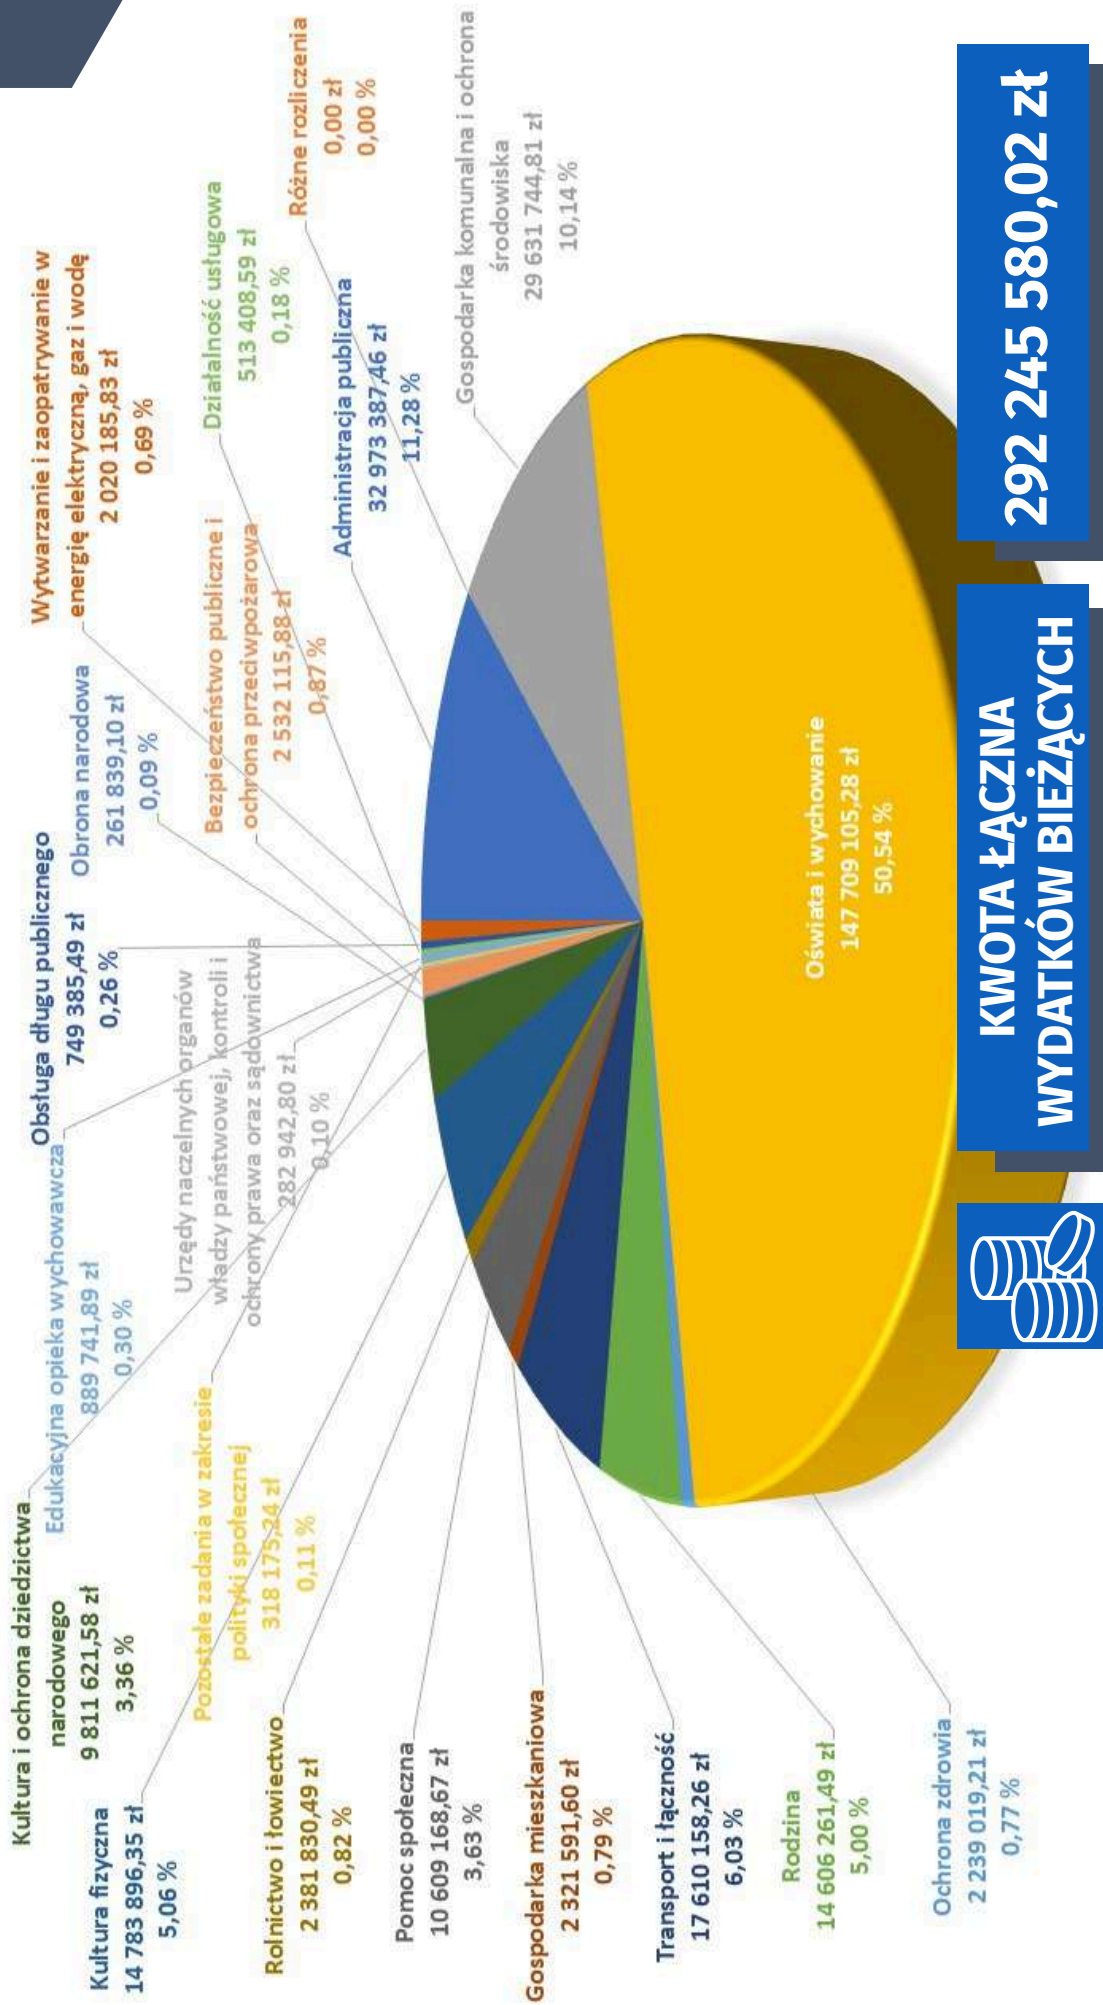 Kultura i ochrona dziedzictwa
narodowego
9 811 621,58 zł
3,36 %
Edukacyjna opieka wychowawcza
889 741,89 zł
0,30 %
Obsługa długu publicznego
749 385,49 zł
0,26 %
Obrona narodowa
261 839,10 zł
0,09 %
Wytwarzanie i zaopatrywanie w
energię elektryczną, gaz i wodę
2 020 185,83 zł
0,69 %
Kultura fizyczna
14 783 896,35 zł
5,06 %
Pozostałe zadania w zakresie
polityki społecznej
318 175,24 zł
0,11 %
Urzędy naczelnych organów
władzy państwowej, kontroli i
ochrony prawa oraz sądownictwa
282 942,80 zł
0,10 %
Bezpieczeństwo publiczne i
ochrona przeciwpożarowa
2 532 115,88 zł
0,87 %
Działalność usługowa
513 408,59 zł
0,18 %
Różne rozliczenia
0,00 zł
0,00 %
Rolnictwo i łowiectwo
2 381 830,49 zł
0,82 %
Administracja publiczna
32 973 387,46 zł
11,28 %
Pomoc społeczna
10 609 168,67 zł
3,63 %
Gospodarka komunalna i ochrona
środowiska
29 631 744,81 zł
10,14 %
Gospodarka mieszkaniowa
2 321 591,60 zł
0,79 %
Transport i łączność
17 610 158,26 zł
6,03 %
Rodzina
14 606 261,49 zł
5,00 %
Oświata i wychowanie
147 709 105,28 zł
50,54 %
Ochrona zdrowia
2 239 019,21 zł
0,77 %
KWOTA ŁĄCZNA
WYDATKÓW BIEŻĄCYCH
292 245 580,02 zł